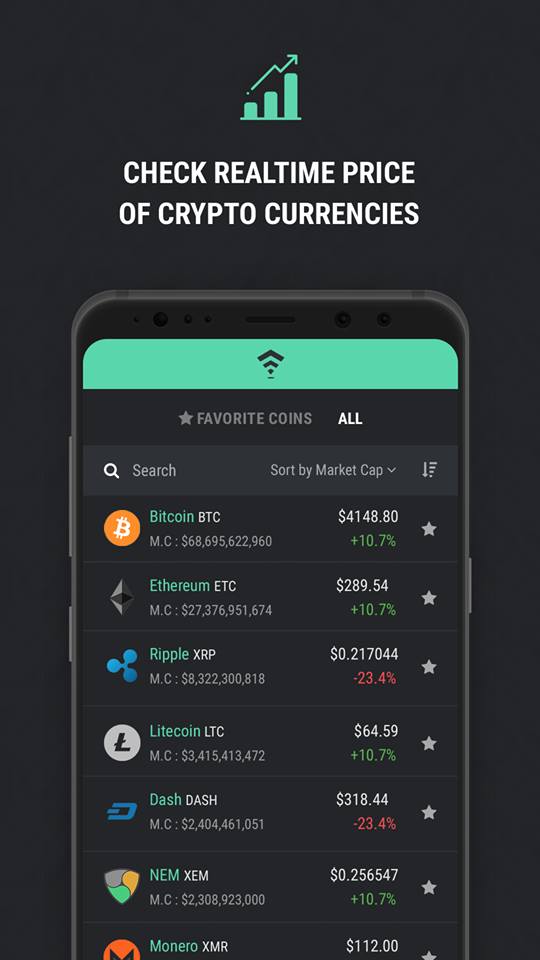 CHECK REALTIME PRICE
OF CRYPTO CURRENCIES
FAVORITE COINS ALL
Search Sort by Market Cap
Bitcoin BTC $4148.80
M.C : $68,695,622,960 +10.7%
Ethereum ETC $289.54
M.C : $27,376,951,674 +10.7%
Ripple XRP $0.217044
M.C : $8,322,300,818 -23.4%
Litecoin LTC $64.59
M.C : $3,415,413,472 +10.7%
Dash DASH $318.44
M.C : $2,404,461,051 -23.4%
NEM XEM $0.256547
M.C : $2,308,923,000 +10.7%
Monero XMR $112.00